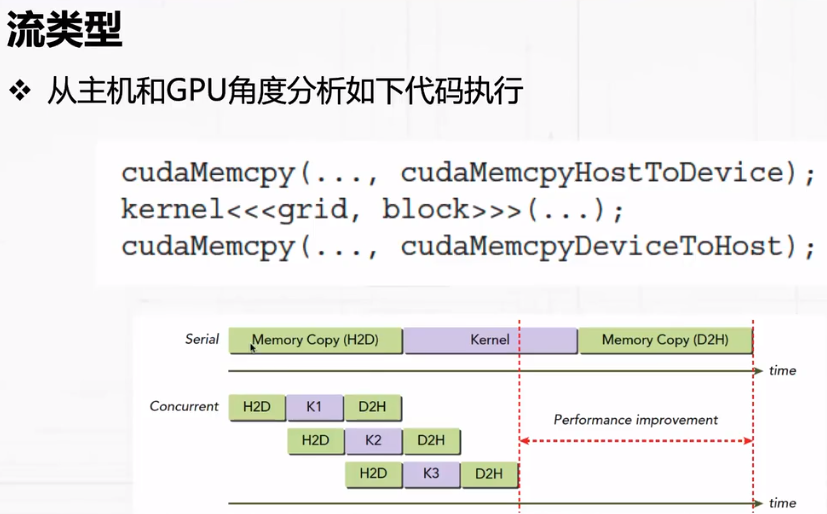 流类型
❖ 从主机和GPU角度分析如下代码执行
cudaMemcpy(..., cudaMemcpyHostToDevice);
kernel<<<grid, block>>>(...);
cudaMemcpy(..., cudaMemcpyDeviceToHost);
Serial Memory Copy (H2D) Kernel Memory Copy (D2H)
time
Concurrent H2D K1 D2H
Performance improvement
H2D K2 D2H
H2D K3 D2H
time